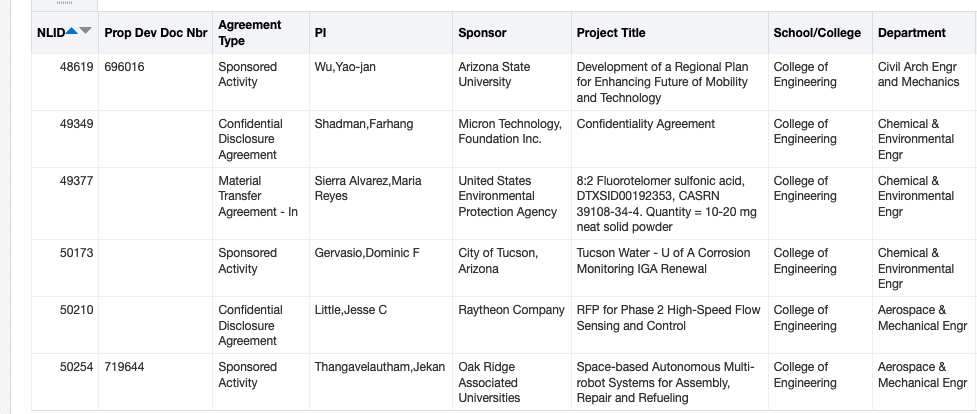 NLID Prop Dev Doc Nbr Agreement Type PI Sponsor Project Title School/College Department
48619 696016 Sponsored Activity Wu,Yao-jan Arizona State University Development of a Regional Plan for Enhancing Future of Mobility and Technology College of Engineering Civil Arch Engr and Mechanics
49349 Confidential Disclosure Agreement Shadman,Farhang Micron Technology, Foundation Inc. Confidentiality Agreement College of Engineering Chemical & Environmental Engr
49377 Material Transfer Agreement - In Sierra Alvarez,Maria Reyes United States Environmental Protection Agency 8:2 Fluorotelomer sulfonic acid, DTXSID00192353, CASRN 39108-34-4. Quantity = 10-20 mg neat solid powder College of Engineering Chemical & Environmental Engr
50173 Sponsored Activity Gervasio,Dominic F City of Tucson, Arizona Tucson Water - U of A Corrosion Monitoring IGA Renewal College of Engineering Chemical & Environmental Engr
50210 Confidential Disclosure Agreement Little,Jesse C Raytheon Company RFP for Phase 2 High-Speed Flow Sensing and Control College of Engineering Aerospace & Mechanical Engr
50254 719644 Sponsored Activity Thangavelautham,Jekan Oak Ridge Associated Universities Space-based Autonomous Multi-robot Systems for Assembly, Repair and Refueling College of Engineering Aerospace & Mechanical Engr